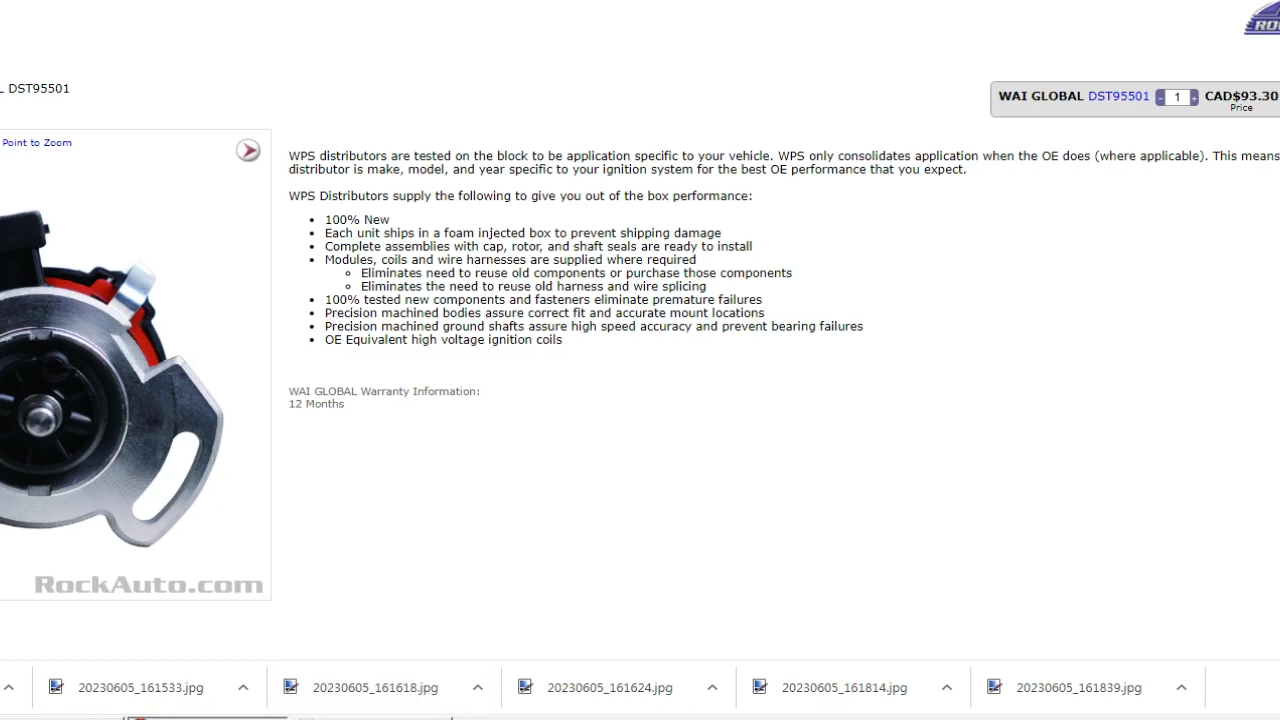 ROC
L DST95501
WAI GLOBAL DST95501 - 1 + CAD$93.30
Price
Point to Zoom
WPS distributors are tested on the block to be application specific to your vehicle. WPS only consolidates application when the OE does (where applicable). This means
distributor is make, model, and year specific to your ignition system for the best OE performance that you expect.
WPS Distributors supply the following to give you out of the box performance:
• 100% New
• Each unit ships in a foam injected box to prevent shipping damage
• Complete assemblies with cap, rotor, and shaft seals are ready to install
• Modules, coils and wire harnesses are supplied where required
◦ Eliminates need to reuse old components or purchase those components
◦ Eliminates the need to reuse old harness and wire splicing
• 100% tested new components and fasteners eliminate premature failures
• Precision machined bodies assure correct fit and accurate mount locations
• Precision machined ground shafts assure high speed accuracy and prevent bearing failures
• OE Equivalent high voltage ignition coils
WAI GLOBAL Warranty Information:
12 Months
RockAuto.com
20230605_161533.jpg
20230605_161618.jpg
20230605_161624.jpg
20230605_161814.jpg
20230605_161839.jpg